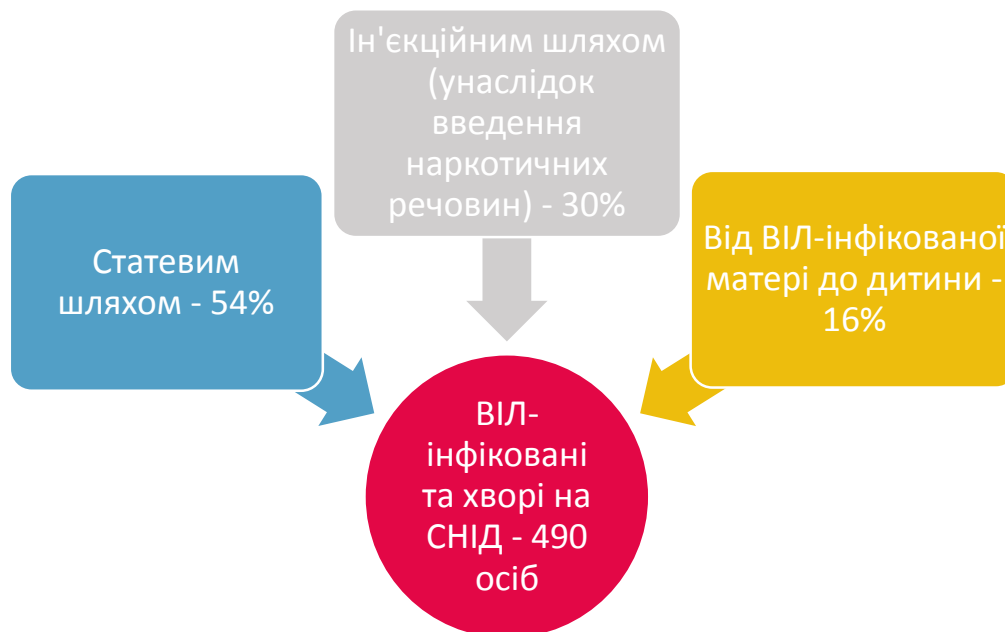 Ін'єкційним шляхом
(унаслідок
введення
наркотичних
речовин) - 30%
Статевим
шляхом - 54%
Від ВІЛ-інфікованої
матері до дитини -
16%
ВІЛ-
інфіковані
та хворі на
СНІД - 490
осіб